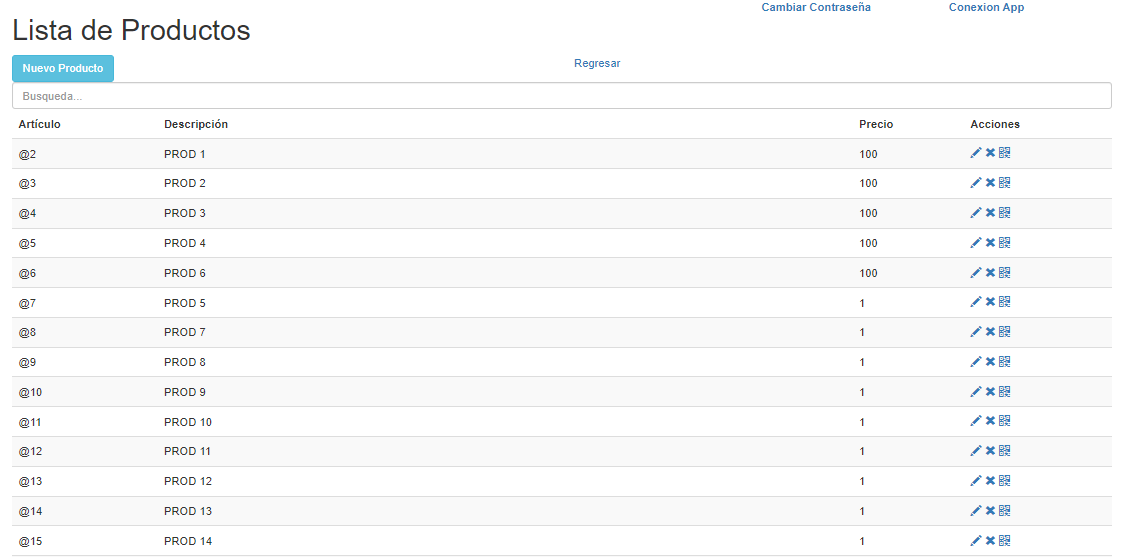 Cambiar Contraseña Conexion App
Lista de Productos
Nuevo Producto Regresar
Busqueda...
Artículo Descripción Precio Acciones
@2 PROD 1 100
@3 PROD 2 100
@4 PROD 3 100
@5 PROD 4 100
@6 PROD 6 100
@7 PROD 5 1
@8 PROD 7 1
@9 PROD 8 1
@10 PROD 9 1
@11 PROD 10 1
@12 PROD 11 1
@13 PROD 12 1
@14 PROD 13 1
@15 PROD 14 1